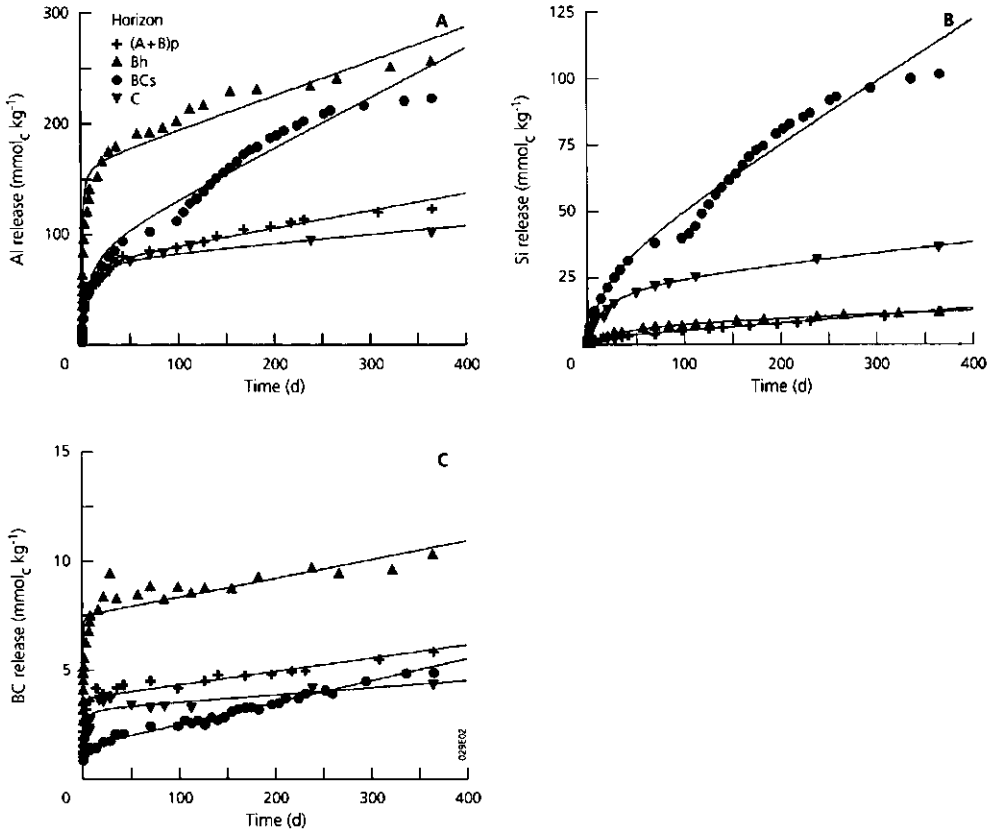 A
Horizon
(A+B)p
Bh
BCs
C
Al release (mmolc kg-1)
300
200
100
0
0 100 200 300 400
Time (d)
B
Si release (mmolc kg-1)
125
100
75
50
25
0 100 200 300 400
Time (d)
C
BC release (mmolc kg-1)
15
10
5
0 100 200 300 400
Time (d)
029E02